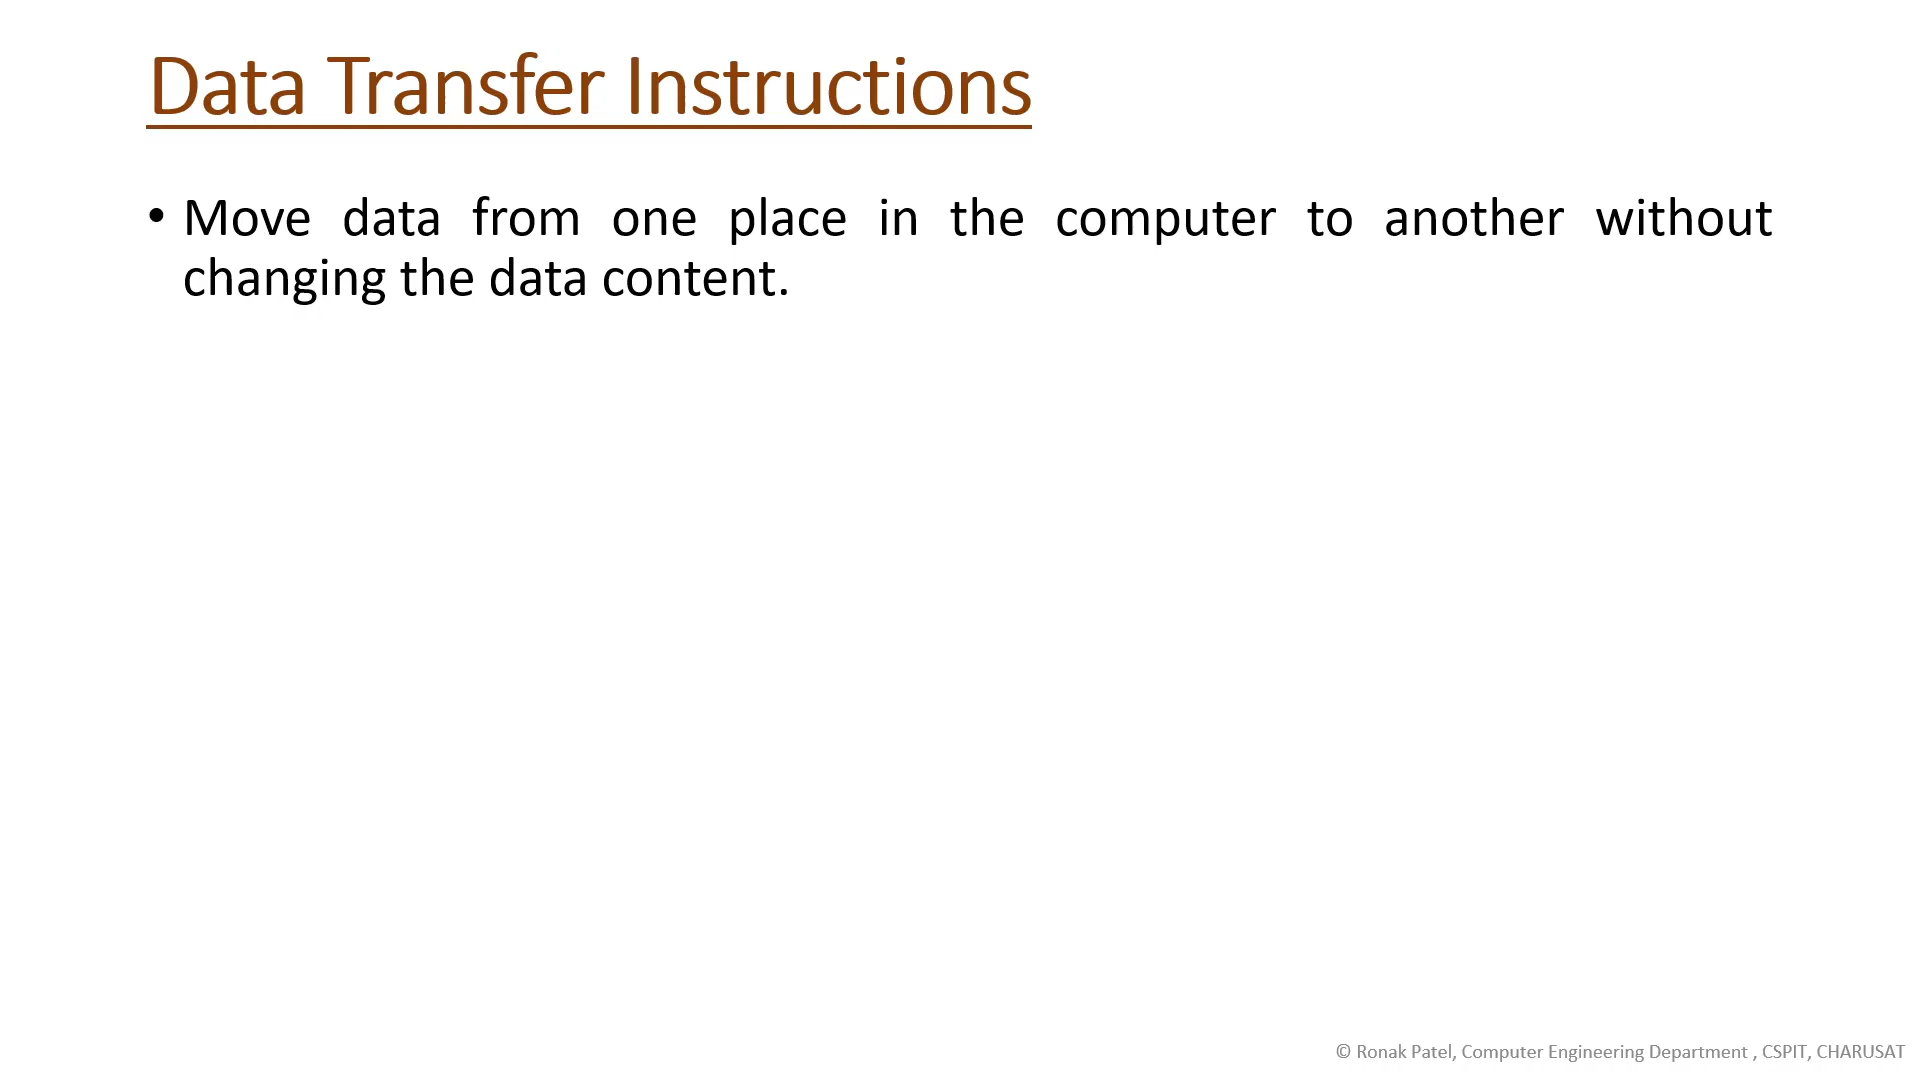 Data Transfer Instructions
• Move data from one place in the computer to another without
changing the data content.
© Ronak Patel, Computer Engineering Department , CSPIT, CHARUSAT